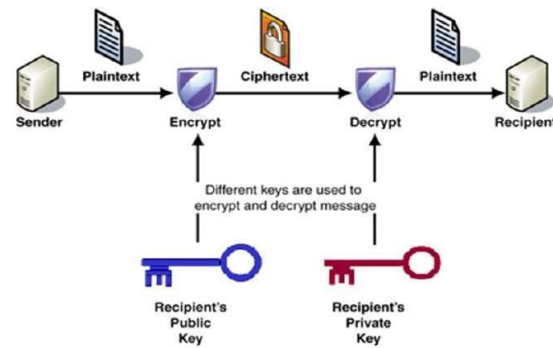 Plaintext
Ciphertext
Plaintext
Sender
Encrypt
Decrypt
Recipient
Different keys are used to
encrypt and decrypt message
Recipient's
Public
Key
Recipient's
Private
Key